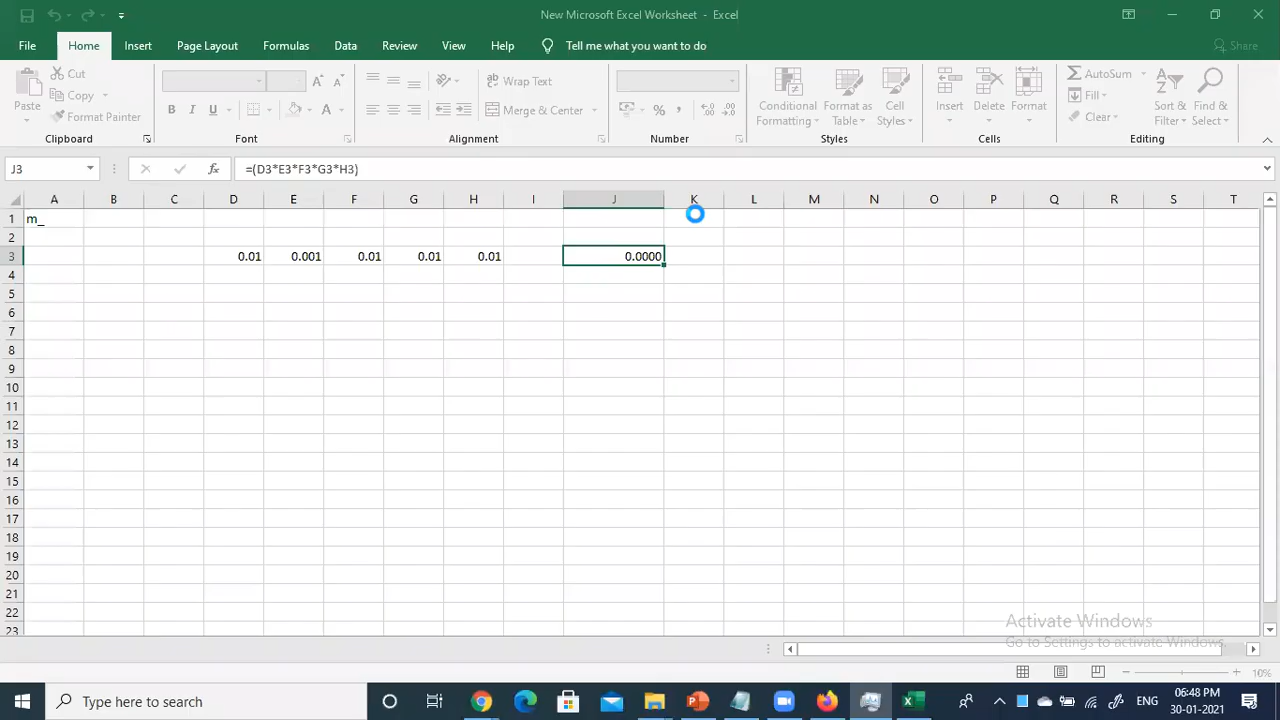 New Microsoft Excel Worksheet - Excel
File Home Insert Page Layout Formulas Data Review View Help Tell me what you want to do Share
Paste Cut Copy Format Painter
B I U A A A
Wrap Text
Merge & Center
%
Conditional Formatting Format as Table Cell Styles
Insert Delete Format
AutoSum Fill Clear
Sort & Filter Find & Select
Clipboard Font Alignment Number Styles Cells Editing
J3 fx =(D3*E3*F3*G3*H3)
A B C D E F G H I J K L M N O P Q R S T
1 m_
2
3 0.01 0.001 0.01 0.01 0.01 0.0000
4
5
6
7
8
9
10
11
12
13
14
15
16
17
18
19
20
21
22
23
Activate Windows
Go to Settings to activate Windows.
10%
Type here to search
ENG
06:48 PM
30-01-2021